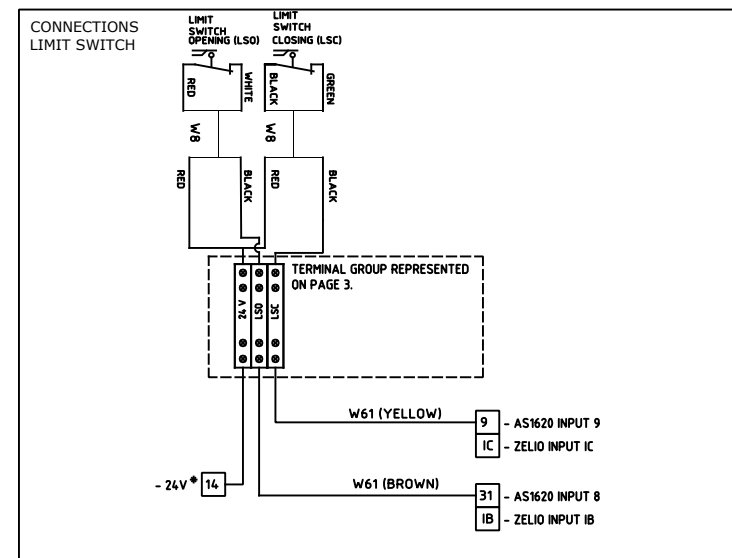 CONNECTIONS
LIMIT SWITCH
LIMIT
SWITCH
OPENING (LSO)
LIMIT
SWITCH
CLOSING (LSC)
RED
WHITE
BLACK
GREEN
W8
W8
RED
BLACK
RED
BLACK
TERMINAL GROUP REPRESENTED
ON PAGE 3.
24 V
LSO
LSC
W61 (YELLOW)
9 - AS1620 INPUT 9
IC - ZELIO INPUT IC
- 24V * 14
W61 (BROWN)
31 - AS1620 INPUT 8
IB - ZELIO INPUT IB